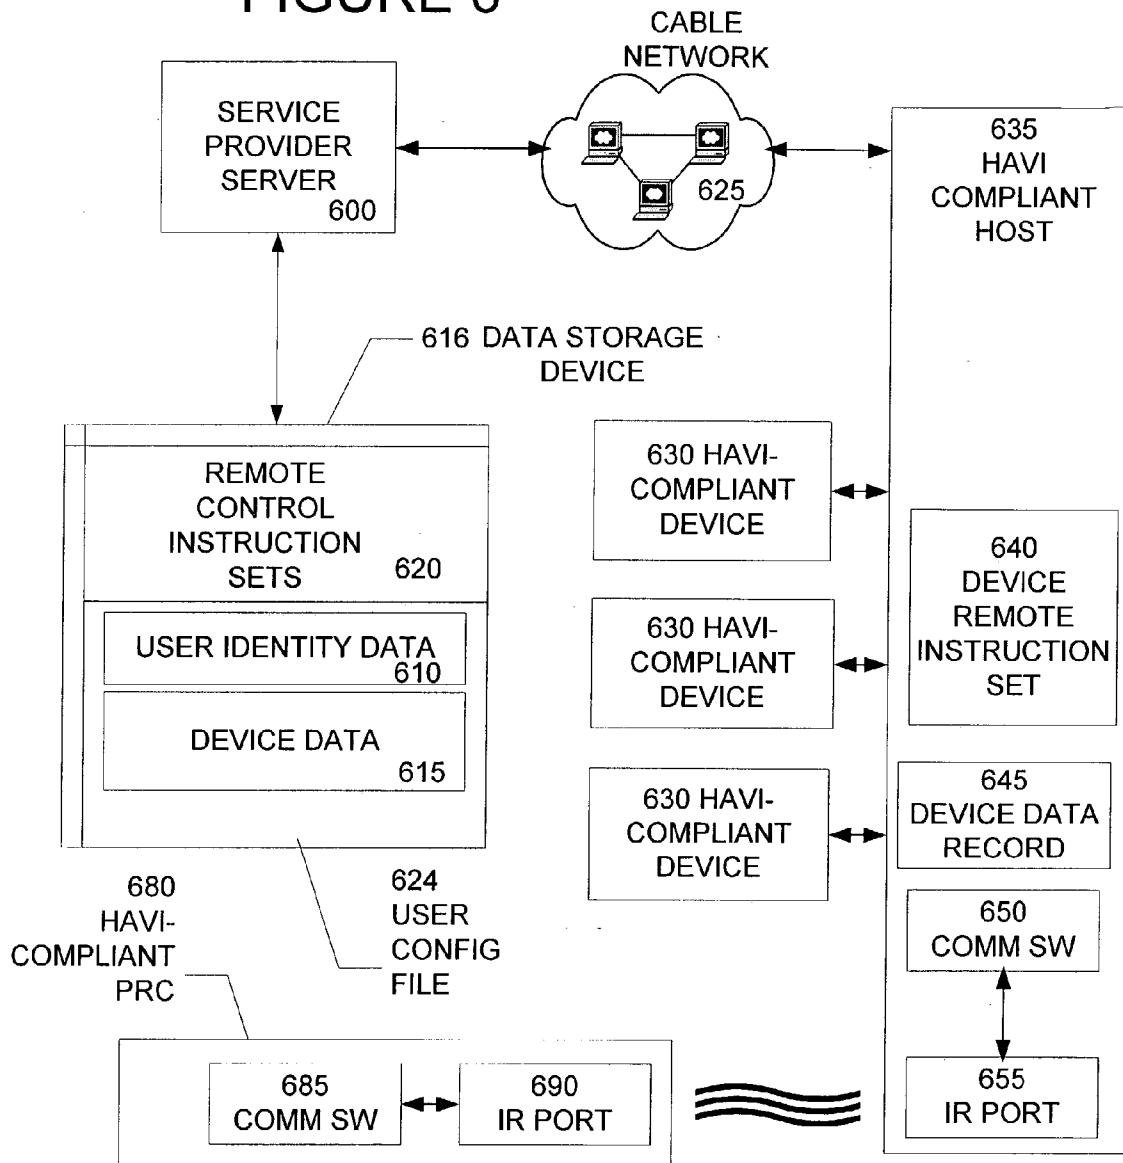 FIGURE 6
CABLE
NETWORK
SERVICE
PROVIDER
SERVER
600
625
635
HAVI
COMPLIANT
HOST
616 DATA STORAGE
DEVICE
REMOTE
CONTROL
INSTRUCTION
SETS
620
USER IDENTITY DATA
610
DEVICE DATA
615
630 HAVI-
COMPLIANT
DEVICE
630 HAVI-
COMPLIANT
DEVICE
630 HAVI-
COMPLIANT
DEVICE
640
DEVICE
REMOTE
INSTRUCTION
SET
645
DEVICE DATA
RECORD
650
COMM SW
655
IR PORT
680
HAVI-
COMPLIANT
PRC
624
USER
CONFIG
FILE
685
COMM SW
690
IR PORT